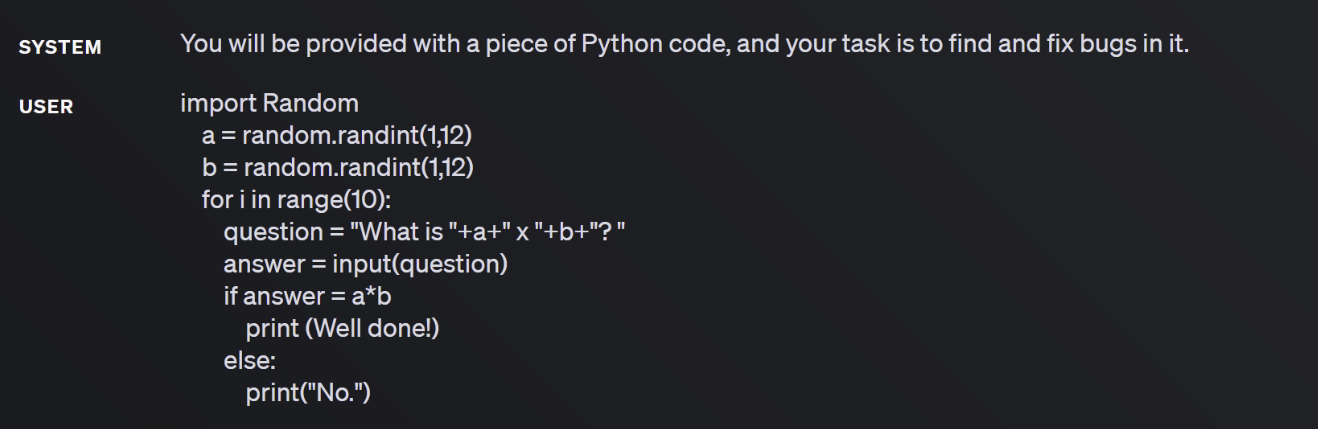 SYSTEM You will be provided with a piece of Python code, and your task is to find and fix bugs in it.
USER import Random
a = random.randint(1,12)
b = random.randint(1,12)
for i in range(10):
question = "What is "+a+" x "+b+"? "
answer = input(question)
if answer = a*b
print (Well done!)
else:
print("No.")